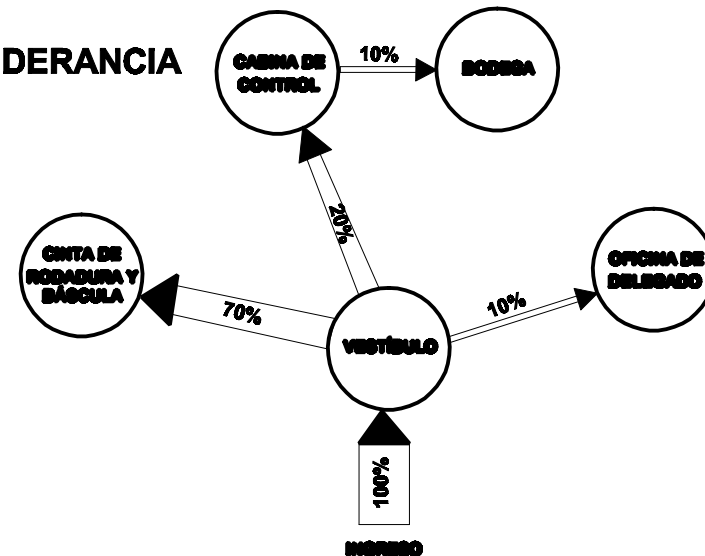 DERANCIA
CABINA DE
CONTROL
10%
BODEGA
20%
CINTA DE
RODADURA Y
BÁSCULA
70%
VESTÍBULO
10%
OFICINA DE
DELEGADO
100%
INGRESO